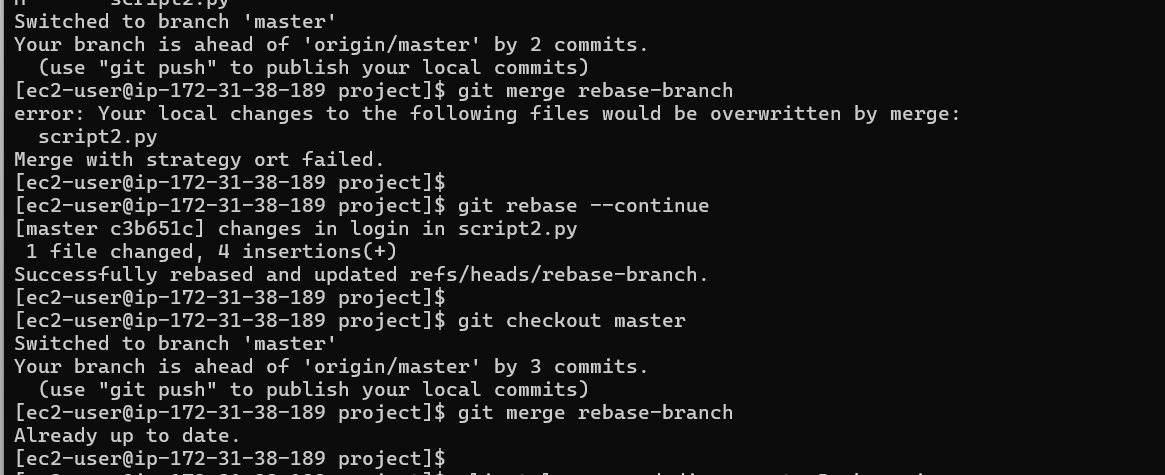 script2.py
Switched to branch 'master'
Your branch is ahead of 'origin/master' by 2 commits.
  (use "git push" to publish your local commits)
[ec2-user@ip-172-31-38-189 project]$ git merge rebase-branch
error: Your local changes to the following files would be overwritten by merge:
  script2.py
Merge with strategy ort failed.
[ec2-user@ip-172-31-38-189 project]$
[ec2-user@ip-172-31-38-189 project]$ git rebase --continue
[master c3b651c] changes in login in script2.py
 1 file changed, 4 insertions(+)
Successfully rebased and updated refs/heads/rebase-branch.
[ec2-user@ip-172-31-38-189 project]$
[ec2-user@ip-172-31-38-189 project]$ git checkout master
Switched to branch 'master'
Your branch is ahead of 'origin/master' by 3 commits.
  (use "git push" to publish your local commits)
[ec2-user@ip-172-31-38-189 project]$ git merge rebase-branch
Already up to date.
[ec2-user@ip-172-31-38-189 project]$